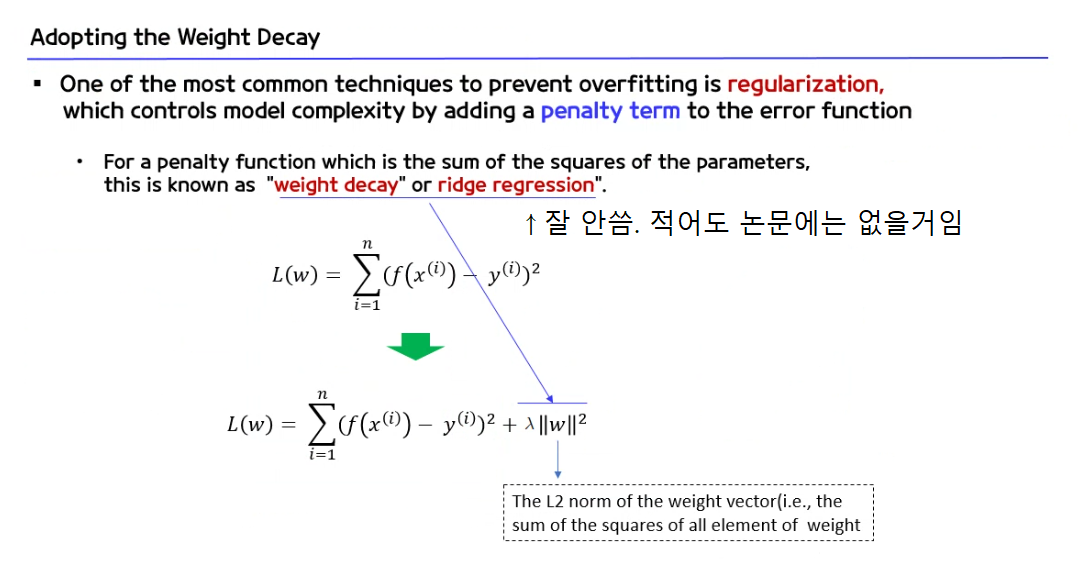 Adopting the Weight Decay
▪ One of the most common techniques to prevent overfitting is regularization,
which controls model complexity by adding a penalty term to the error function
• For a penalty function which is the sum of the squares of the parameters,
this is known as "weight decay" or ridge regression".
↑ 잘 안씀. 적어도 논문에는 없을거임
L(w) = ∑_{i=1}^{n} (f(x^{(i)}) − y^{(i)})^2
L(w) = ∑_{i=1}^{n} (f(x^{(i)}) − y^{(i)})^2 + λ||w||^2
The L2 norm of the weight vector(i.e., the
sum of the squares of all element of weight